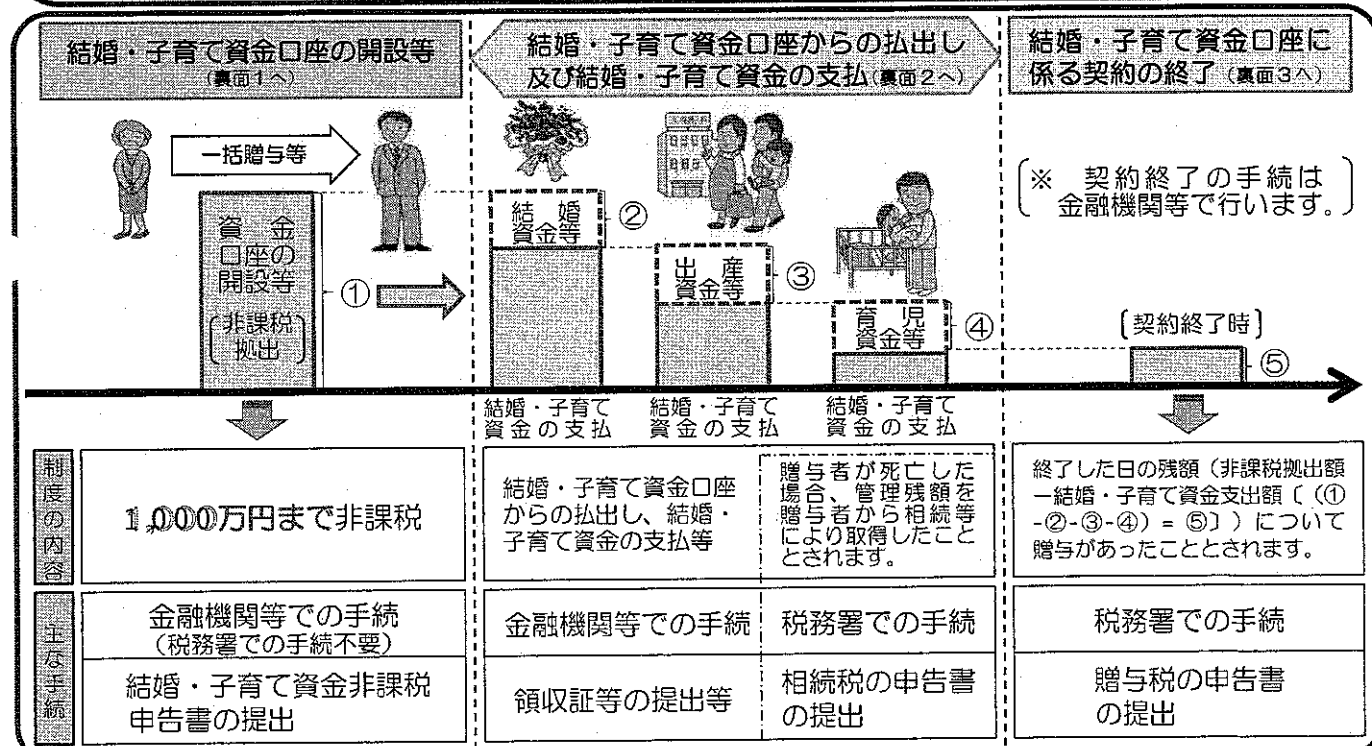 結婚・子育て資金口座の開設等
(裏面1へ)
結婚・子育て資金口座からの払出し
及び結婚・子育て資金の支払(裏面2へ)
結婚・子育て資金口座に
係る契約の終了(裏面3へ)
一括贈与等
資金
口座の
開設等
〔非課税
拠出〕
①
結婚
資金等
②
出産
資金等
③
育児
資金等
④
〔※ 契約終了の手続は
金融機関等で行います。〕
〔契約終了時〕
⑤
結婚・子育て
資金の支払
結婚・子育て
資金の支払
結婚・子育て
資金の支払
制度の内容
1,000万円まで非課税
結婚・子育て資金口座
からの払出し、結婚・
子育て資金の支払等
贈与者が死亡した
場合、管理残額を
贈与者から相続等
により取得したこと
とされます。
終了した日の残額(非課税拠出額
-結婚・子育て資金支出額〔(①
-②-③-④)=⑤〕)について
贈与があったこととされます。
主な手続
金融機関等での手続
(税務署での手続不要)
金融機関等での手続
税務署での手続
税務署での手続
結婚・子育て資金非課税
申告書の提出
領収証等の提出等
相続税の申告書
の提出
贈与税の申告書
の提出